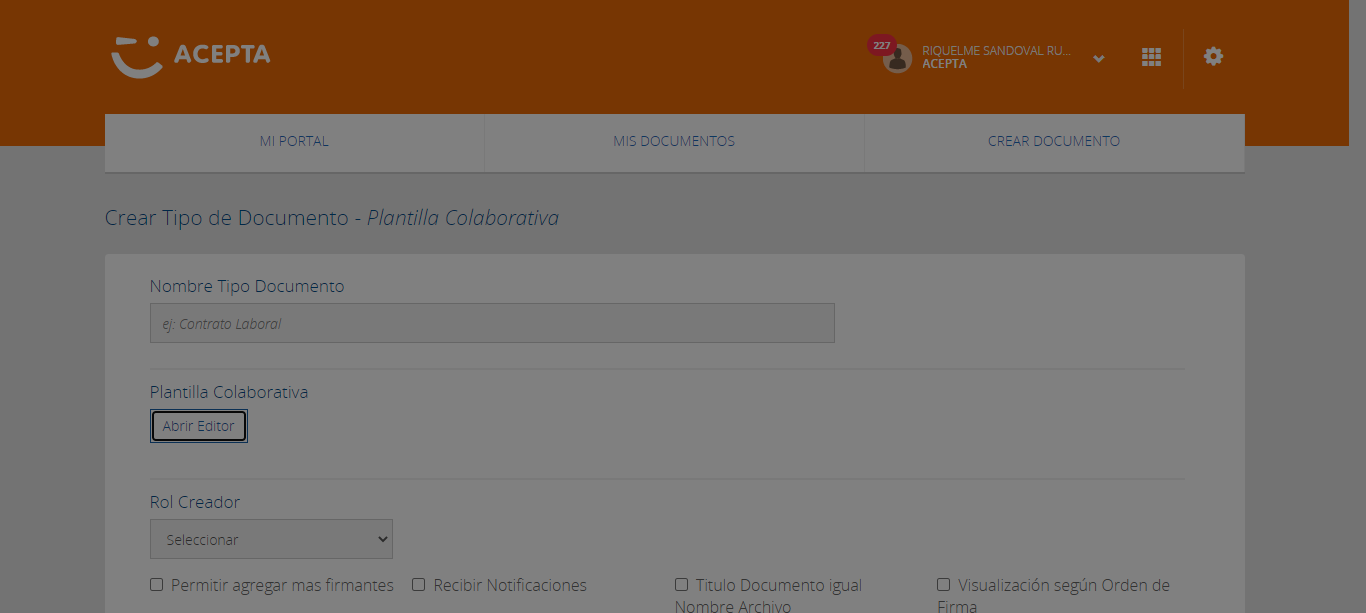 ACEPTA
227
RIQUELME SANDOVAL RU...
ACEPTA
MI PORTAL
MIS DOCUMENTOS
CREAR DOCUMENTO
Crear Tipo de Documento - Plantilla Colaborativa
Nombre Tipo Documento
ej: Contrato Laboral
Plantilla Colaborativa
Abrir Editor
Rol Creador
Seleccionar
Permitir agregar mas firmantes
Recibir Notificaciones
Titulo Documento igual
Nombre Archivo
Visualización según Orden de
Firma